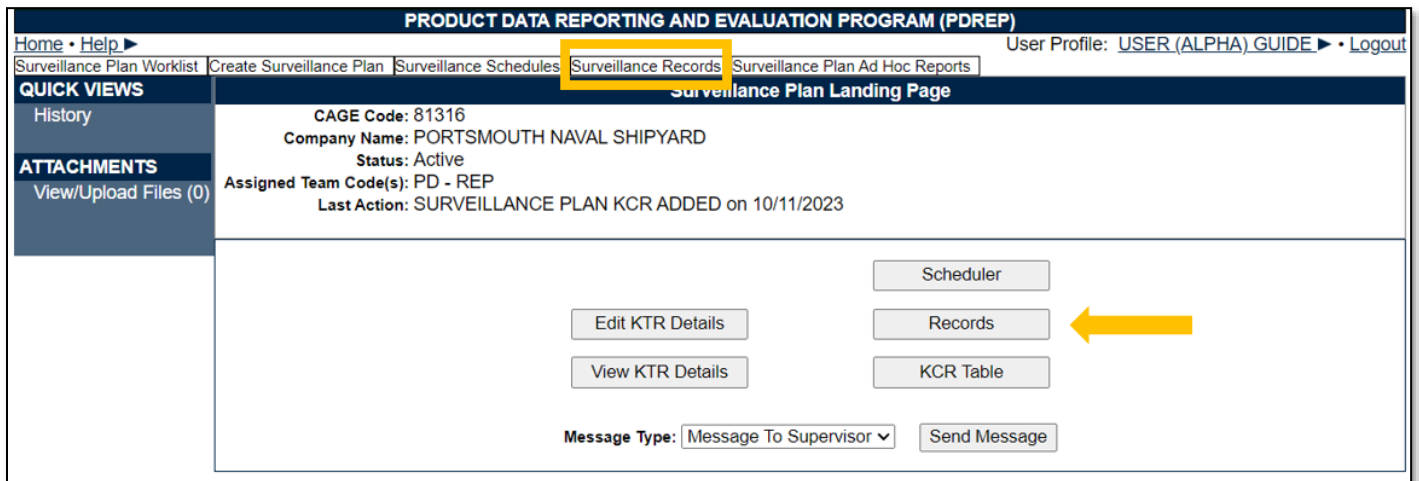 PRODUCT DATA REPORTING AND EVALUATION PROGRAM (PDREP)
Home • Help ▶ User Profile: USER (ALPHA) GUIDE ▶ • Logout
Surveillance Plan Worklist Create Surveillance Plan Surveillance Schedules Surveillance Records Surveillance Plan Ad Hoc Reports
QUICK VIEWS
History
ATTACHMENTS
View/Upload Files (0)
Surveillance Plan Landing Page
CAGE Code: 81316
Company Name: PORTSMOUTH NAVAL SHIPYARD
Status: Active
Assigned Team Code(s): PD - REP
Last Action: SURVEILLANCE PLAN KCR ADDED on 10/11/2023
Scheduler
Edit KTR Details Records
View KTR Details KCR Table
Message Type: Message To Supervisor Send Message